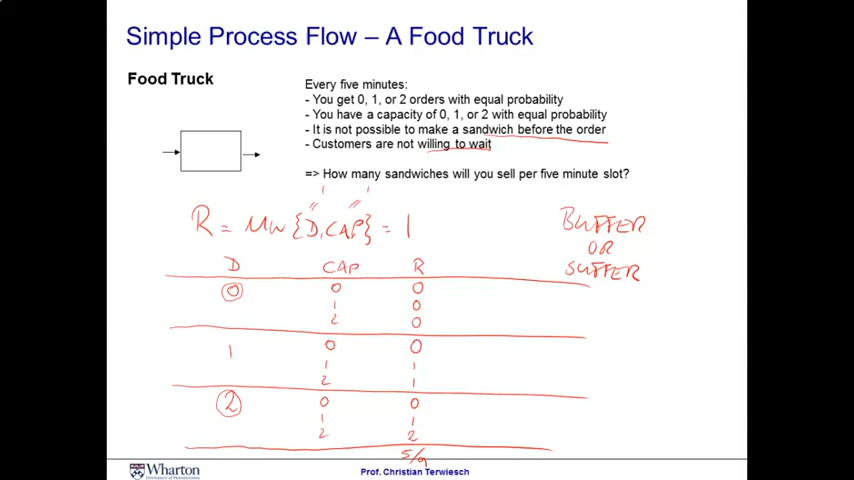 Simple Process Flow – A Food Truck
Food Truck
Every five minutes:
- You get 0, 1, or 2 orders with equal probability
- You have a capacity of 0, 1, or 2 with equal probability
- It is not possible to make a sandwich before the order
- Customers are not willing to wait
=> How many sandwiches will you sell per five minute slot?
R = MIN {D, CAP} = 1
BUFFER
OR
SUFFER
D CAP R
0 0 0
1 0
2 0
1 0 0
1 1
2 1
2 0 0
1 1
2 2
5/9
Wharton
Prof. Christian Terwiesch